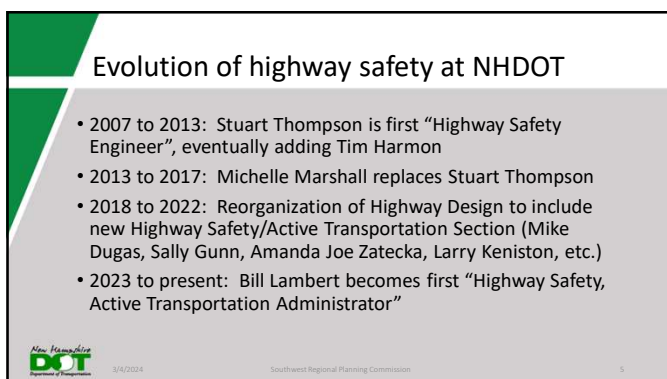 Evolution of highway safety at NHDOT
• 2007 to 2013: Stuart Thompson is first “Highway Safety
Engineer”, eventually adding Tim Harmon
• 2013 to 2017: Michelle Marshall replaces Stuart Thompson
• 2018 to 2022: Reorganization of Highway Design to include
new Highway Safety/Active Transportation Section (Mike
Dugas, Sally Gunn, Amanda Joe Zatecka, Larry Keniston, etc.)
• 2023 to present: Bill Lambert becomes first “Highway Safety,
Active Transportation Administrator”
New Hampshire
DOT
Department of Transportation
3/4/2024 Southwest Regional Planning Commission 5